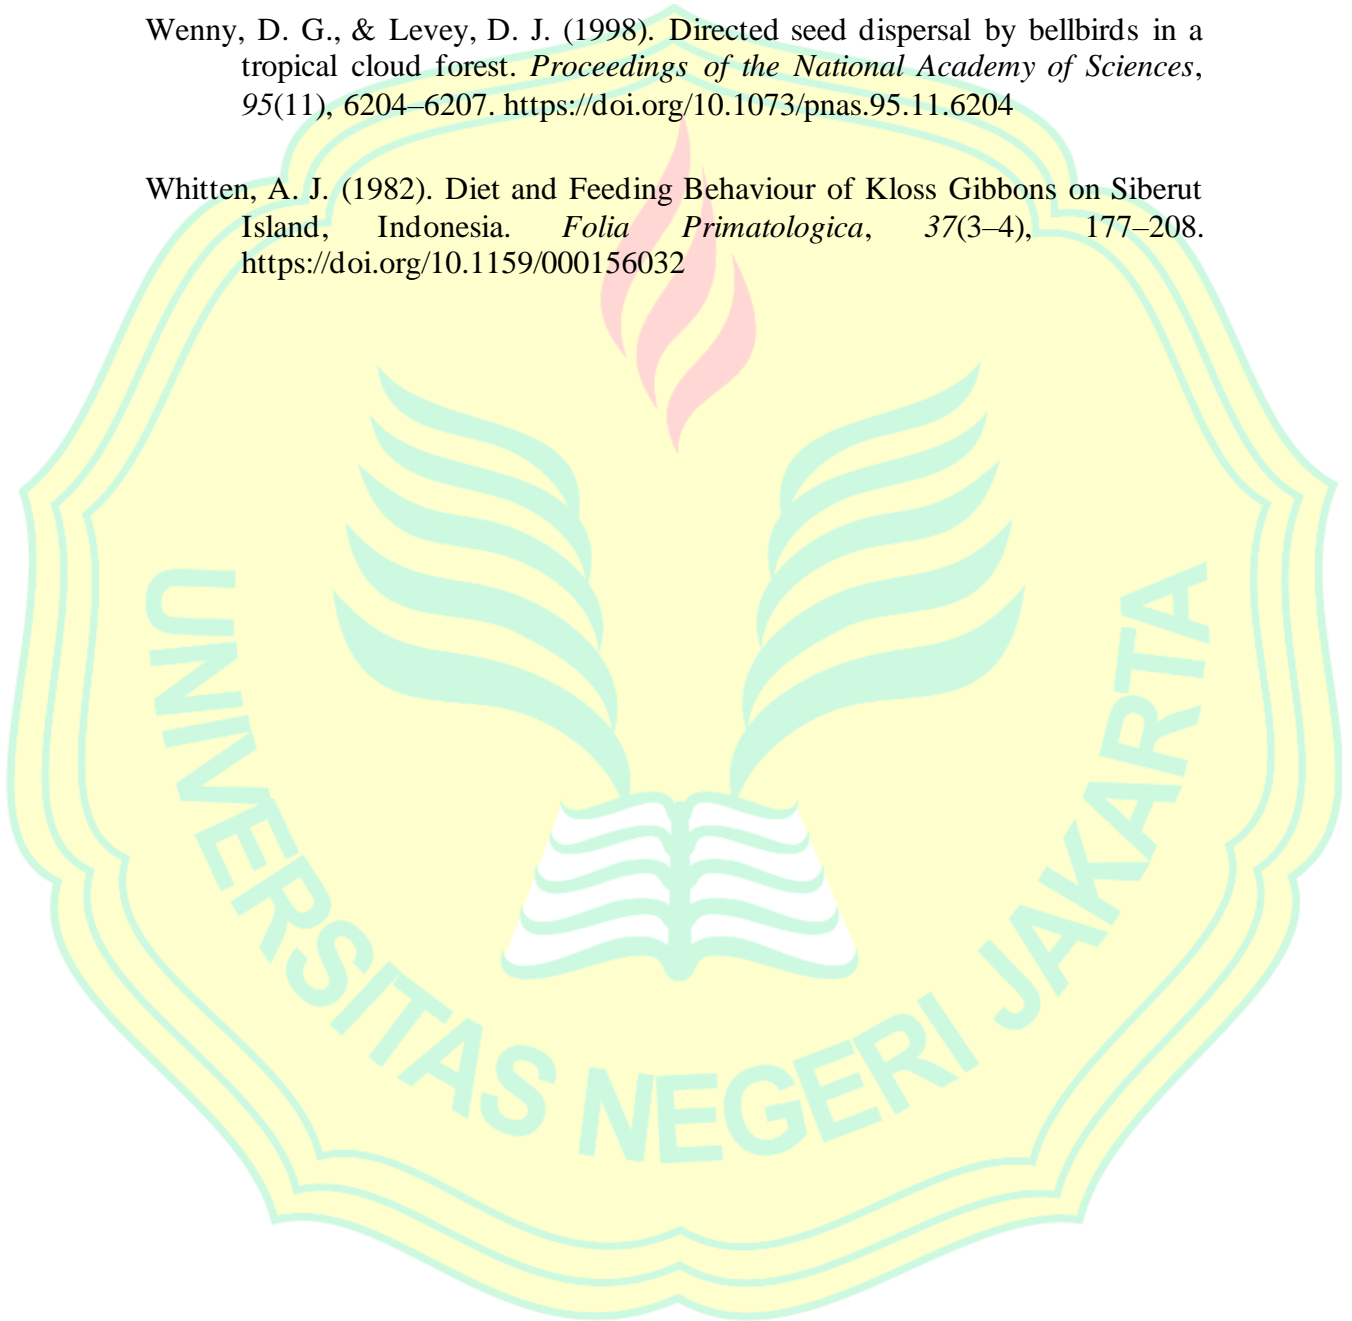 Wenny, D. G., & Levey, D. J. (1998). Directed seed dispersal by bellbirds in a
tropical cloud forest. Proceedings of the National Academy of Sciences,
95(11), 6204–6207. https://doi.org/10.1073/pnas.95.11.6204
Whitten, A. J. (1982). Diet and Feeding Behaviour of Kloss Gibbons on Siberut
Island, Indonesia. Folia Primatologica, 37(3–4), 177–208.
https://doi.org/10.1159/000156032
UNIVERSITAS NEGERI JAKARTA